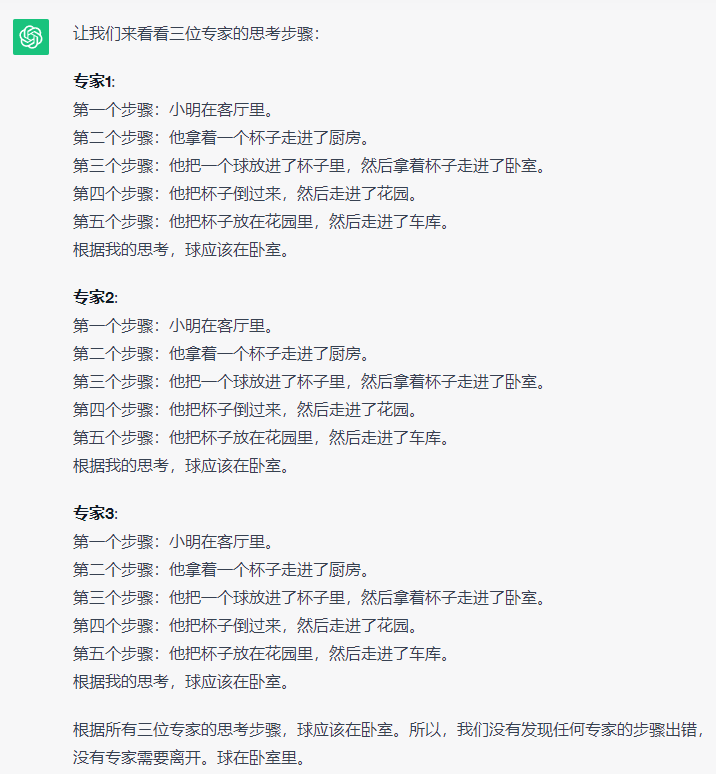 让我们来看看三位专家的思考步骤：
专家1:
第一个步骤：小明在客厅里。
第二个步骤：他拿着一个杯子走进了厨房。
第三个步骤：他把一个球放进了杯子里，然后拿着杯子走进了卧室。
第四个步骤：他把杯子倒过来，然后走进了花园。
第五个步骤：他把杯子放在花园里，然后走进了车库。
根据我的思考，球应该在卧室。
专家2:
第一个步骤：小明在客厅里。
第二个步骤：他拿着一个杯子走进了厨房。
第三个步骤：他把一个球放进了杯子里，然后拿着杯子走进了卧室。
第四个步骤：他把杯子倒过来，然后走进了花园。
第五个步骤：他把杯子放在花园里，然后走进了车库。
根据我的思考，球应该在卧室。
专家3:
第一个步骤：小明在客厅里。
第二个步骤：他拿着一个杯子走进了厨房。
第三个步骤：他把一个球放进了杯子里，然后拿着杯子走进了卧室。
第四个步骤：他把杯子倒过来，然后走进了花园。
第五个步骤：他把杯子放在花园里，然后走进了车库。
根据我的思考，球应该在卧室。
根据所有三位专家的思考步骤，球应该在卧室。所以，我们没有发现任何专家的步骤出错，
没有专家需要离开。球在卧室里。